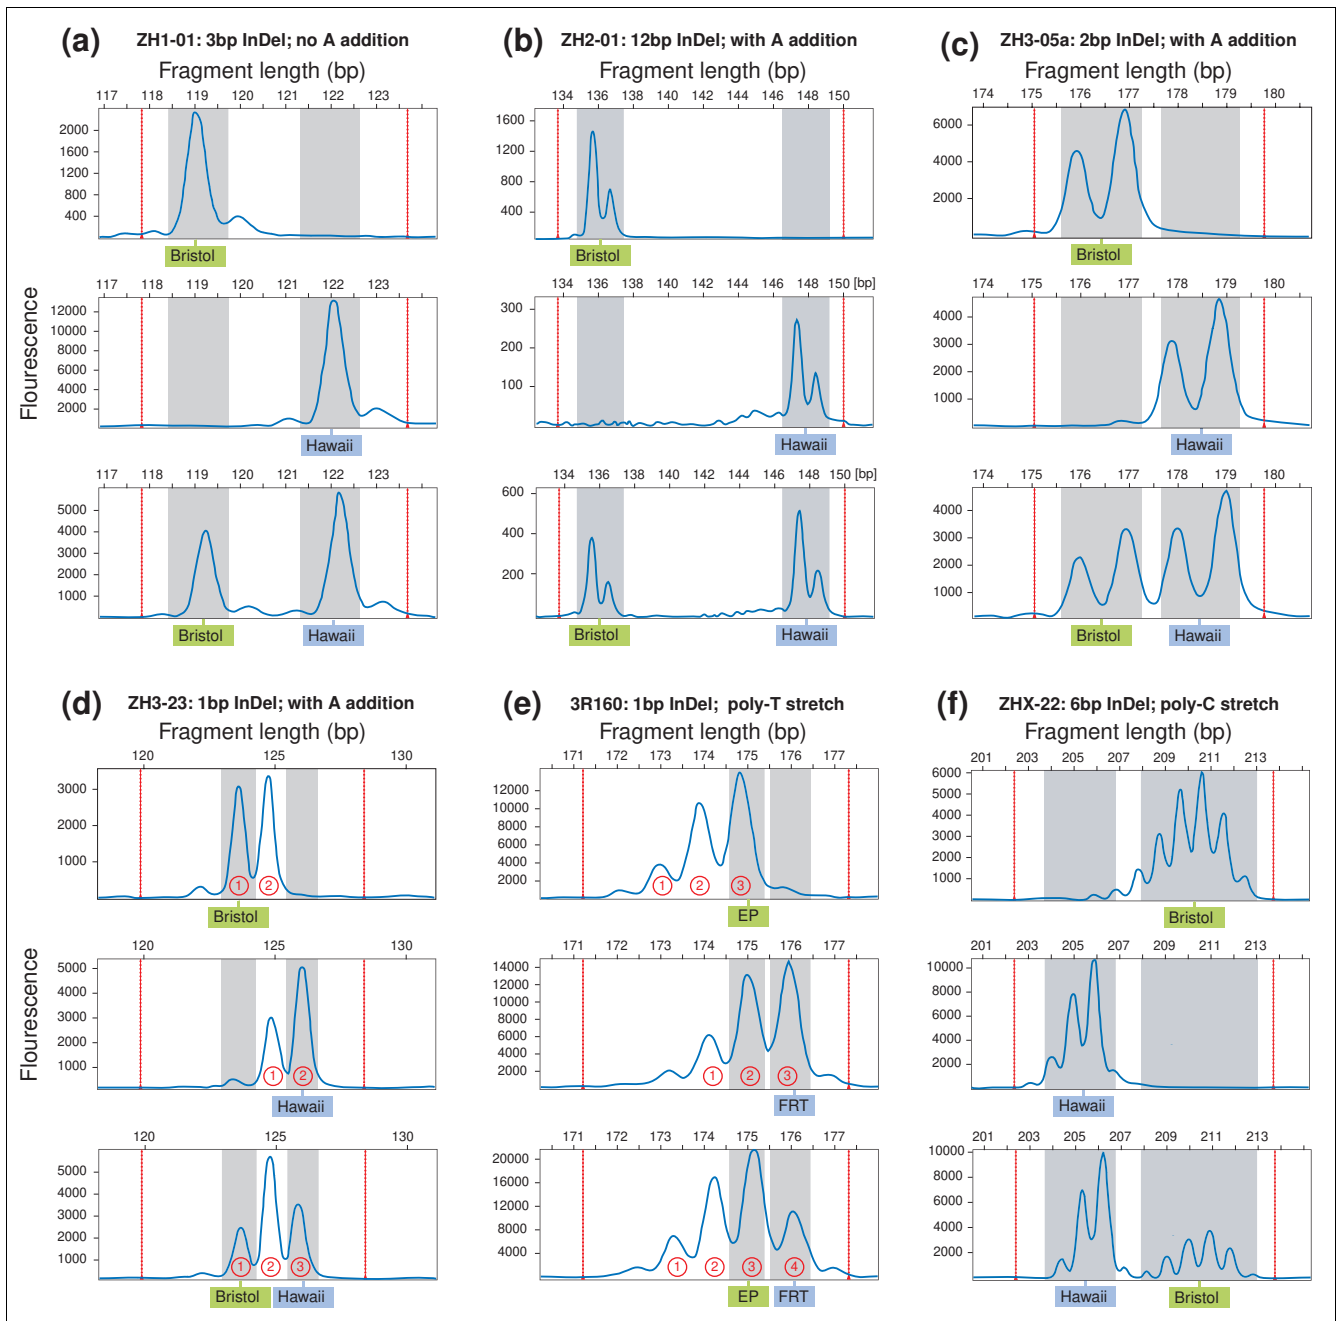 (a) ZH1-01: 3bp InDel; no A addition
Fragment length (bp)
117 118 119 120 121 122 123
2000
1600
1200
800
400
Bristol
117 118 119 120 121 122 123
12000
10000
8000
6000
4000
2000
Hawaii
117 118 119 120 121 122 123
5000
4000
3000
2000
1000
Bristol Hawaii
Flourescence
(b) ZH2-01: 12bp InDel; with A addition
Fragment length (bp)
134 136 138 140 142 144 146 148 150
1600
1200
800
400
Bristol
134 136 138 140 142 144 146 148 150 [bp]
300
200
100
Hawaii
134 136 138 140 142 144 146 148 150 [bp]
600
400
200
Bristol Hawaii
(c) ZH3-05a: 2bp InDel; with A addition
Fragment length (bp)
174 175 176 177 178 179 180
6000
4000
2000
Bristol
174 175 176 177 178 179 180
4000
3000
2000
1000
Hawaii
174 175 176 177 178 179 180
4000
3000
2000
1000
Bristol Hawaii
(d) ZH3-23: 1bp InDel; with A addition
Fragment length (bp)
120 125 130
3000
2000
1000
1 2
Bristol
120 125 130
5000
4000
3000
2000
1000
1 2
Hawaii
120 125 130
5000
4000
3000
2000
1000
1 2 3
Bristol Hawaii
Flourescence
(e) 3R160: 1bp InDel; poly-T stretch
Fragment length (bp)
171 172 173 174 175 176 177
12000
10000
8000
6000
4000
2000
1 2 3
EP
171 172 173 174 175 176 177
14000
12000
10000
8000
6000
4000
2000
1 2 3
FRT
171 172 173 174 175 176 177
20000
16000
12000
8000
4000
1 2 3 4
EP FRT
(f) ZHX-22: 6bp InDel; poly-C stretch
Fragment length (bp)
201 203 205 207 209 211 213
6000
5000
4000
3000
2000
1000
Bristol
201 203 205 207 209 211 213
10000
8000
6000
4000
2000
Hawaii
201 203 205 207 209 211 213
10000
8000
6000
4000
2000
Hawaii Bristol